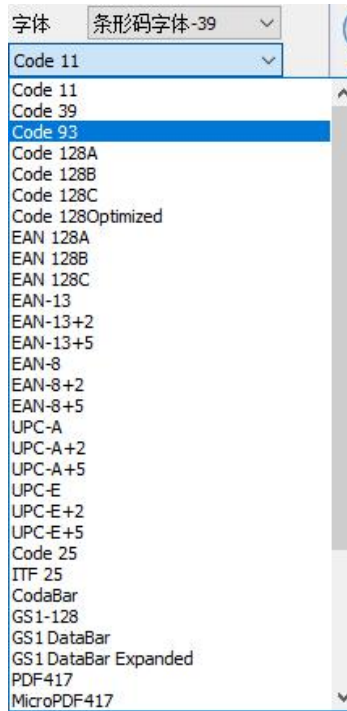 字体 条形码字体-39
Code 11
Code 11
Code 39
Code 93
Code 128A
Code 128B
Code 128C
Code 128Optimized
EAN 128A
EAN 128B
EAN 128C
EAN-13
EAN-13+2
EAN-13+5
EAN-8
EAN-8+2
EAN-8+5
UPC-A
UPC-A+2
UPC-A+5
UPC-E
UPC-E+2
UPC-E+5
Code 25
ITF 25
CodaBar
GS1-128
GS1 DataBar
GS1 DataBar Expanded
PDF417
MicroPDF417